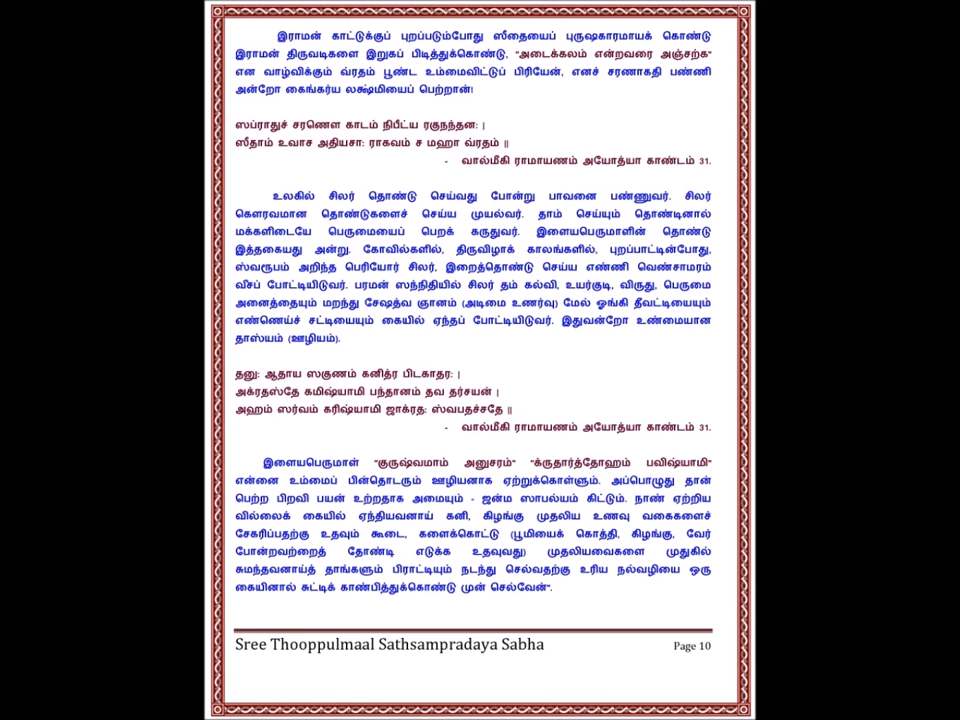 இராமன் காட்டுக்குப் புறப்படும்போது ஸீதையைப் புருஷகாரமாயக் கொண்டு
இராமன் திருவடிகளை இறுகப் பிடித்துக்கொண்டு, "அடைக்கலம் என்றவரை அஞ்சற்க"
என வாழ்விக்கும் வ்ரதம் பூண்ட உம்மைவிட்டுப் பிரியேன், எனச் சரணாகதி பண்ணி
அன்றோ கைங்கர்ய லக்ஷ்மியைப் பெற்றான்!
ஸப்ராதுச் சரணௌ காடம் நிபீட்ய ரகுநந்தன: |
ஸீதாம் உவாச அதியசா: ராகவம் ச மஹா வ்ரதம் ||
- வால்மீகி ராமாயணம் அயோத்யா காண்டம் 31.
உலகில் சிலர் தொண்டு செய்வது போன்று பாவனை பண்ணுவர். சிலர்
கௌரவமான தொண்டுகளைச் செய்ய முயல்வர். தாம் செய்யும் தொண்டினால்
மக்களிடையே பெருமையைப் பெறக் கருதுவர். இளையபெருமாளின் தொண்டு
இத்தகையது அன்று. கோவில்களில், திருவிழாக் காலங்களில், புறப்பாட்டின்போது,
ஸ்வரூபம் அறிந்த பெரியோர் சிலர், இறைத்தொண்டு செய்ய எண்ணி வெண்சாமரம்
வீசப் போட்டியிடுவர். பரமன் ஸந்நிதியில் சிலர் தம் கல்வி, உயர்குடி, விருது, பெருமை
அனைத்தையும் மறந்து சேஷத்வ ஞானம் (அடிமை உணர்வு) மேல் ஓங்கி தீவட்டியையும்
எண்ணெய்ச் சட்டியையும் கையில் ஏந்தப் போட்டியிடுவர். இதுவன்றோ உண்மையான
தாஸ்யம் (ஊழியம்).
தனு: ஆதாய ஸகுணம் கனித்ர பிடகாதர: |
அக்ரதஸ்தே கமிஷ்யாமி பந்தானம் தவ தர்சயன் |
அஹம் ஸர்வம் கரிஷ்யாமி ஜாக்ரத: ஸ்வபதச்சதே ||
- வால்மீகி ராமாயணம் அயோத்யா காண்டம் 31.
இளையபெருமாள் "குருஷ்வமாம் அனுசரம்" "க்ருதார்த்தோஹம் பவிஷ்யாமி"
என்னை உம்மைப் பின்தொடரும் ஊழியனாக ஏற்றுக்கொள்ளும். அப்பொழுது தான்
பெற்ற பிறவி பயன் உற்றதாக அமையும் - ஜன்ம ஸாபல்யம் கிட்டும். நாண் ஏற்றிய
வில்லைக் கையில் ஏந்தியவனாய் கனி, கிழங்கு முதலிய உணவு வகைகளைச்
சேகரிப்பதற்கு உதவும் கூடை, களைக்கொட்டு (பூமியைக் கொத்தி, கிழங்கு, வேர்
போன்றவற்றைத் தோண்டி எடுக்க உதவுவது) முதலியவைகளை முதுகில்
சுமந்தவனாய்த் தாங்களும் பிராட்டியும் நடந்து செல்வதற்கு உரிய நல்வழியை ஒரு
கையினால் சுட்டிக் காண்பித்துக்கொண்டு முன் செல்வேன்".
Sree Thooppulmaal Sathsampradaya Sabha Page 10